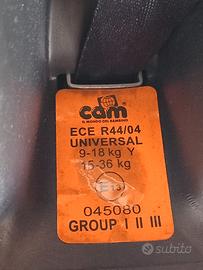 cam
IL MONDO DEL BAMBINO
ECE R44/04
UNIVERSAL
9-18 kg Y
15-36 kg
E13
045080
GROUP I II III
subito